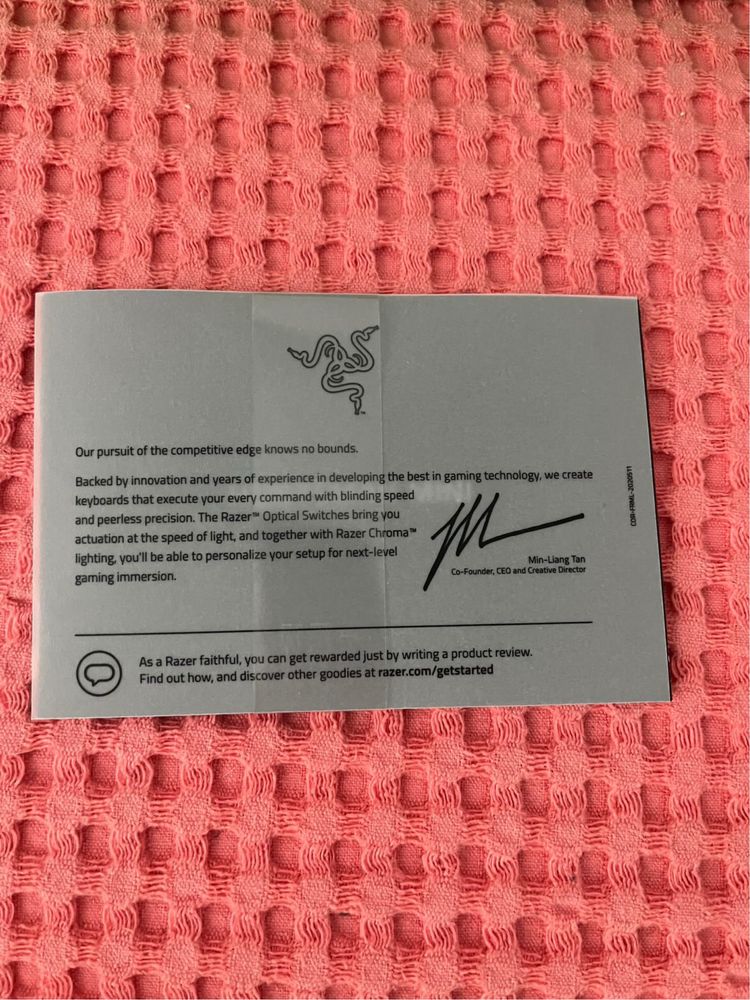 Our pursuit of the competitive edge knows no bounds.
Backed by innovation and years of experience in developing the best in gaming technology, we create
keyboards that execute your every command with blinding speed
and peerless precision. The Razer™ Optical Switches bring you
actuation at the speed of light, and together with Razer Chroma™
lighting, you'll be able to personalize your setup for next-level
gaming immersion.
Min-Liang Tan
Co-Founder, CEO and Creative Director
As a Razer faithful, you can get rewarded just by writing a product review.
Find out how, and discover other goodies at razer.com/getstarted